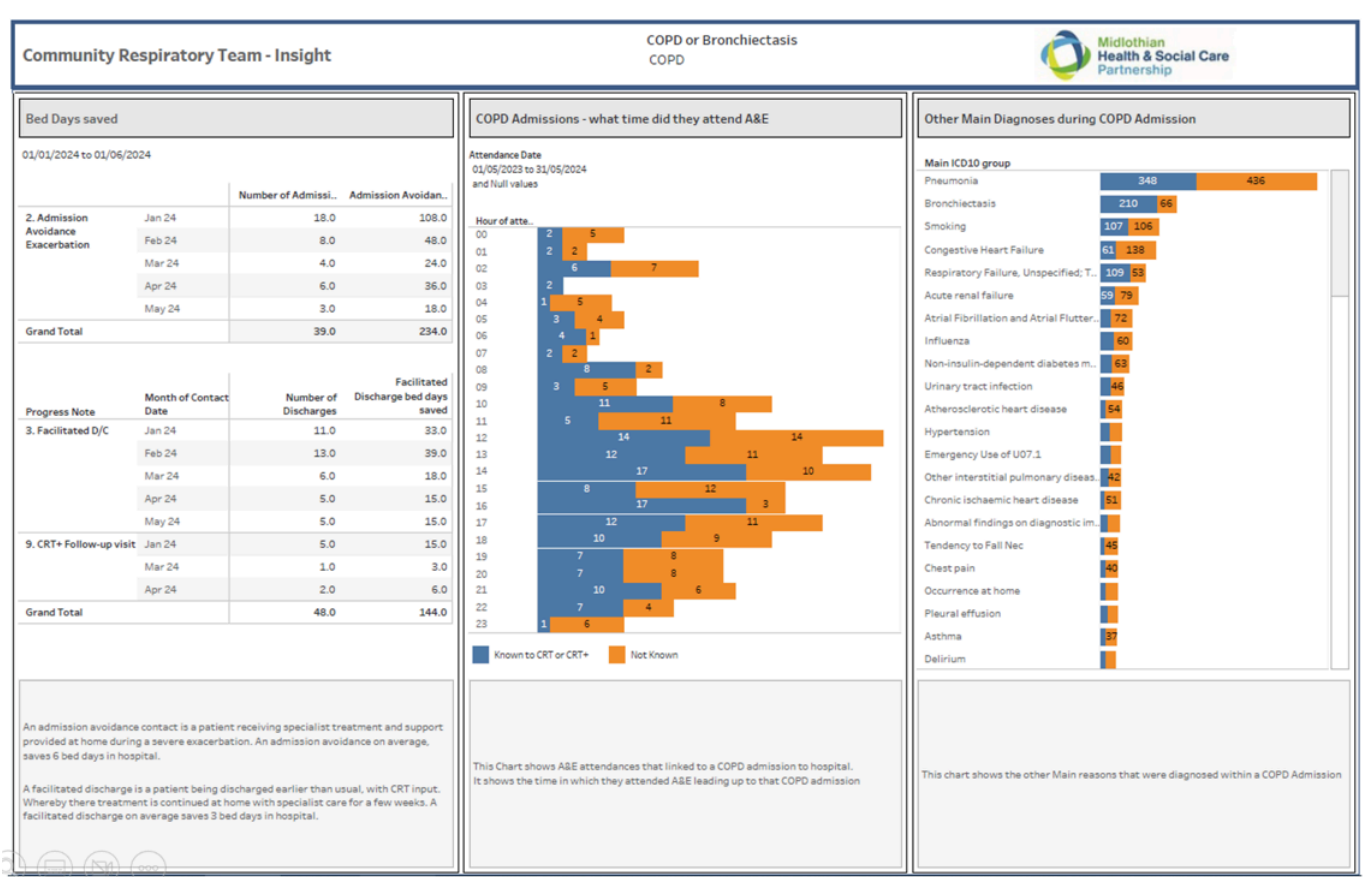 Community Respiratory Team - Insight
COPD or Bronchiectasis
COPD
Midlothian
Health & Social Care
Partnership
Bed Days saved
01/01/2024 to 01/06/2024
Number of Admissi.. Admission Avoidan..
2. Admission Avoidance Exacerbation Jan 24 18.0 108.0
Feb 24 8.0 48.0
Mar 24 4.0 24.0
Apr 24 6.0 36.0
May 24 3.0 18.0
Grand Total 39.0 234.0
Progress Note Month of Contact Date Number of Discharges Facilitated Discharge bed days saved
3. Facilitated D/C Jan 24 11.0 33.0
Feb 24 13.0 39.0
Mar 24 6.0 18.0
Apr 24 5.0 15.0
May 24 5.0 15.0
9. CRT+ Follow-up visit Jan 24 5.0 15.0
Mar 24 1.0 3.0
Apr 24 2.0 6.0
Grand Total 48.0 144.0
An admission avoidance contact is a patient receiving specialist treatment and support
provided at home during a severe exacerbation. An admission avoidance on average,
saves 6 bed days in hospital.
A facilitated discharge is a patient being discharged earlier than usual, with CRT input.
Whereby there treatment is continued at home with specialist care for a few weeks. A
facilitated discharge on average saves 3 bed days in hospital.
COPD Admissions - what time did they attend A&E
Attendance Date
01/05/2023 to 31/05/2024
and Null values
Hour of atte..
00 2 5
01 2 2
02 6 7
03 2
04 1 5
05 3 4
06 4 1
07 2 2
08 8 2
09 3 5
10 11 8
11 5 11
12 14 14
13 12 11
14 17 10
15 8 12
16 17 3
17 12 11
18 10 9
19 7 8
20 7 8
21 10 6
22 7 4
23 1 6
Known to CRT or CRT+ Not Known
This Chart shows A&E attendances that linked to a COPD admission to hospital.
It shows the time in which they attended A&E leading up to that COPD admission
Other Main Diagnoses during COPD Admission
Main ICD10 group
Pneumonia 348 436
Bronchiectasis 210 66
Smoking 107 106
Congestive Heart Failure 61 138
Respiratory Failure, Unspecified; T.. 109 53
Acute renal failure 59 79
Atrial Fibrillation and Atrial Flutter.. 72
Influenza 60
Non-insulin-dependent diabetes m.. 63
Urinary tract infection 46
Atherosclerotic heart disease 54
Hypertension
Emergency Use of U07.1
Other interstitial pulmonary diseas.. 42
Chronic ischaemic heart disease 51
Abnormal findings on diagnostic im..
Tendency to Fall Nec 45
Chest pain 40
Occurrence at home
Pleural effusion
Asthma 37
Delirium
This chart shows the other Main reasons that were diagnosed within a COPD Admission